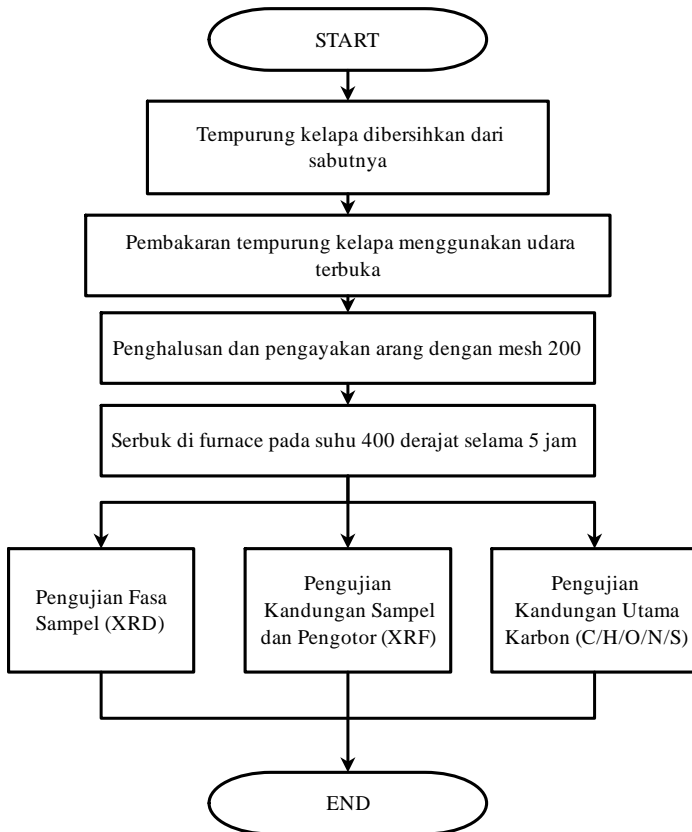 START
Tempurung kelapa dibersihkan dari
sabutnya
Pembakaran tempurung kelapa menggunakan udara
terbuka
Penghalusan dan pengayakan arang dengan mesh 200
Serbuk di furnace pada suhu 400 derajat selama 5 jam
Pengujian Fasa
Sampel (XRD)
Pengujian
Kandungan Sampel
dan Pengotor (XRF)
Pengujian
Kandungan Utama
Karbon (C/H/O/N/S)
END